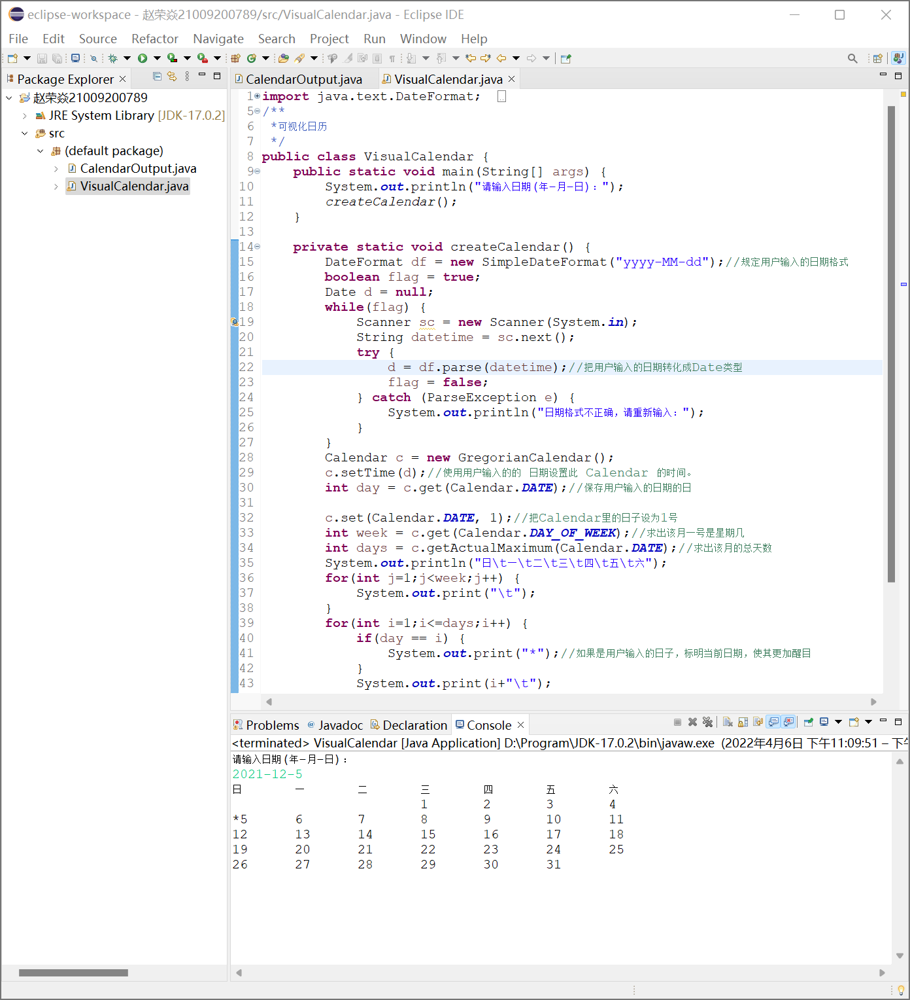 eclipse-workspace - 赵荣焱21009200789/src/VisualCalendar.java - Eclipse IDE
File Edit Source Refactor Navigate Search Project Run Window Help
Package Explorer
赵荣焱21009200789
JRE System Library [JDK-17.0.2]
src
(default package)
CalendarOutput.java
VisualCalendar.java
CalendarOutput.java VisualCalendar.java
1 import java.text.DateFormat;
5 /**
6 *可视化日历
7 */
8 public class VisualCalendar {
9 public static void main(String[] args) {
10 System.out.println("请输入日期(年-月-日):");
11 createCalendar();
12 }
13
14 private static void createCalendar() {
15 DateFormat df = new SimpleDateFormat("yyyy-MM-dd");//规定用户输入的日期格式
16 boolean flag = true;
17 Date d = null;
18 while(flag) {
19 Scanner sc = new Scanner(System.in);
20 String datetime = sc.next();
21 try {
22 d = df.parse(datetime);//把用户输入的日期转化成Date类型
23 flag = false;
24 } catch (ParseException e) {
25 System.out.println("日期格式不正确，请重新输入：");
26 }
27 }
28 Calendar c = new GregorianCalendar();
29 c.setTime(d);//使用用户输入的的 日期设置此 Calendar 的时间。
30 int day = c.get(Calendar.DATE);//保存用户输入的日期的日
31
32 c.set(Calendar.DATE, 1);//把Calendar里的日子设为1号
33 int week = c.get(Calendar.DAY_OF_WEEK);//求出该月一号是星期几
34 int days = c.getActualMaximum(Calendar.DATE);//求出该月的总天数
35 System.out.println("日\t一\t二\t三\t四\t五\t六");
36 for(int j=1;j<week;j++) {
37 System.out.print("\t");
38 }
39 for(int i=1;i<=days;i++) {
40 if(day == i) {
41 System.out.print("*");//如果是用户输入的日子，标明当前日期，使其更加醒目
42 }
43 System.out.print(i+"\t");
Problems Javadoc Declaration Console
<terminated> VisualCalendar [Java Application] D:\Program\JDK-17.0.2\bin\javaw.exe (2022年4月6日 下午11:09:51 – 下午
请输入日期(年-月-日):
2021-12-5
日 一 二 三 四 五 六
1 2 3 4
*5 6 7 8 9 10 11
12 13 14 15 16 17 18
19 20 21 22 23 24 25
26 27 28 29 30 31